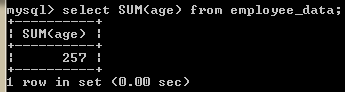 mysql> select SUM(age) from employee_data;
+----------+
| SUM(age) |
+----------+
|      257 |
+----------+
1 row in set (0.00 sec)